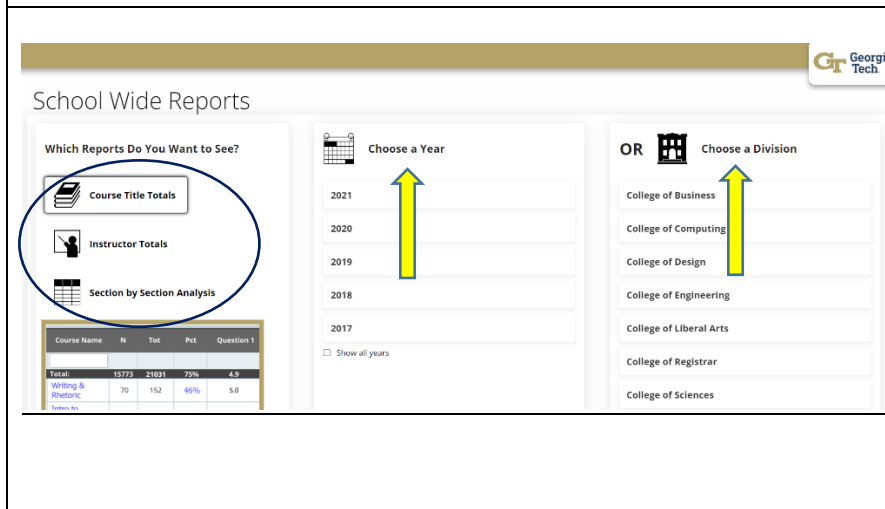 Georgi
Tech
School Wide Reports
Which Reports Do You Want to See?
Course Title Totals
Instructor Totals
Section by Section Analysis
Course Name N Tot Pct Question 1
Total: 15773 21031 75% 4.9
Writing & 
Rhetoric 70 152 46% 5.0
Intro to
Choose a Year
2021
2020
2019
2018
2017
Show all years
OR Choose a Division
College of Business
College of Computing
College of Design
College of Engineering
College of Liberal Arts
College of Registrar
College of Sciences